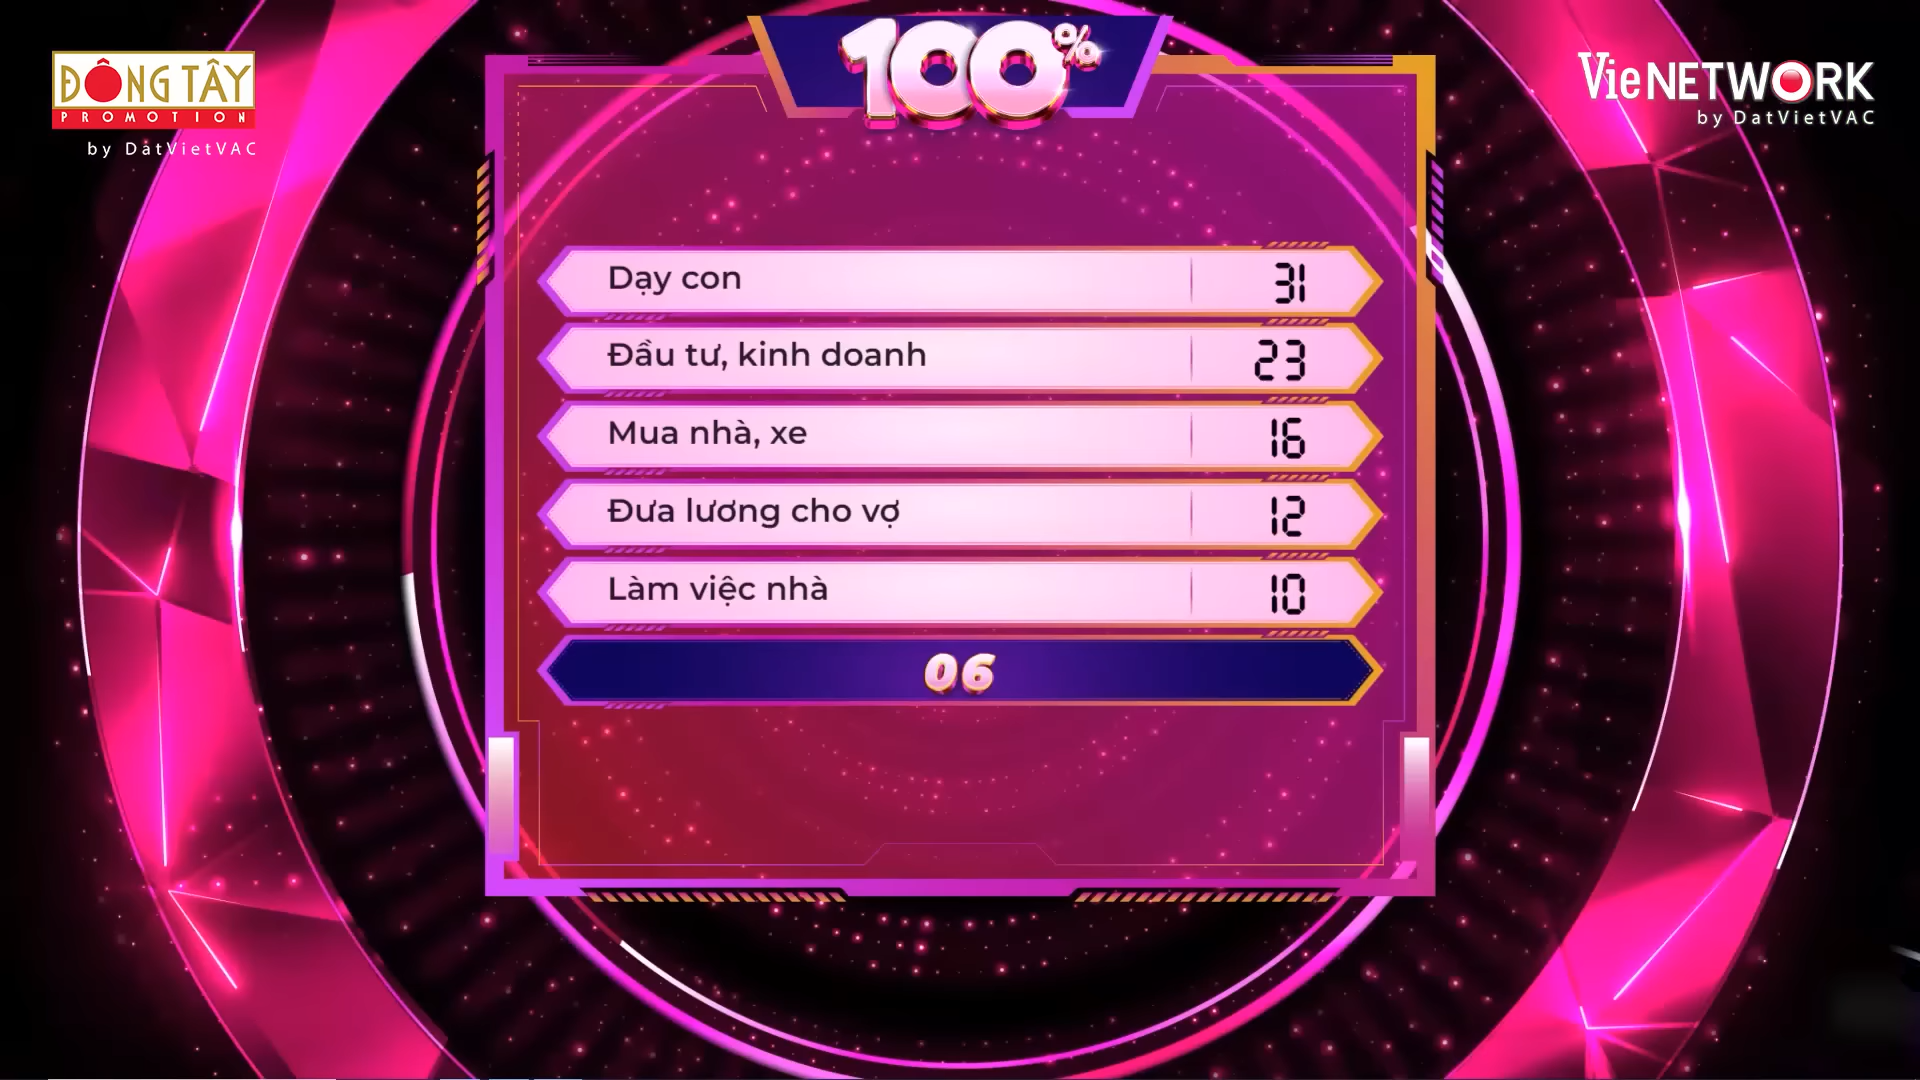 100%
ĐÔNG TÂY
PROMOTION
by DatVietVAC
VieNETWORK
by DatVietVAC
Dạy con 31
Đầu tư, kinh doanh 23
Mua nhà, xe 16
Đưa lương cho vợ 12
Làm việc nhà 10
06